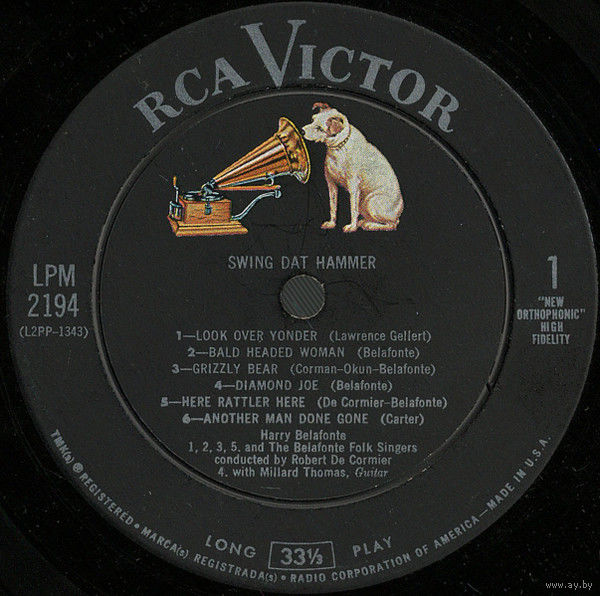 RCA VICTOR
SWING DAT HAMMER
LPM
2194
(L2PP-1343)
1
"NEW
ORTHOPHONIC"
HIGH
FIDELITY
1—LOOK OVER YONDER (Lawrence Gellert)
2—BALD HEADED WOMAN (Belafonte)
3—GRIZZLY BEAR (Corman-Okun-Belafonte)
4—DIAMOND JOE (Belafonte)
5—HERE RATTLER HERE (De Cormier-Belafonte)
6—ANOTHER MAN DONE GONE (Carter)
Harry Belafonte
1, 2, 3, 5. and The Belafonte Folk Singers
conducted by Robert De Cormier
4. with Millard Thomas, Guitar
LONG 33⅓ PLAY
TMK(s) ® REGISTERED • MARCA(s) REGISTRADA(s) • RADIO CORPORATION OF AMERICA—MADE IN U.S.A.
www.ay.by